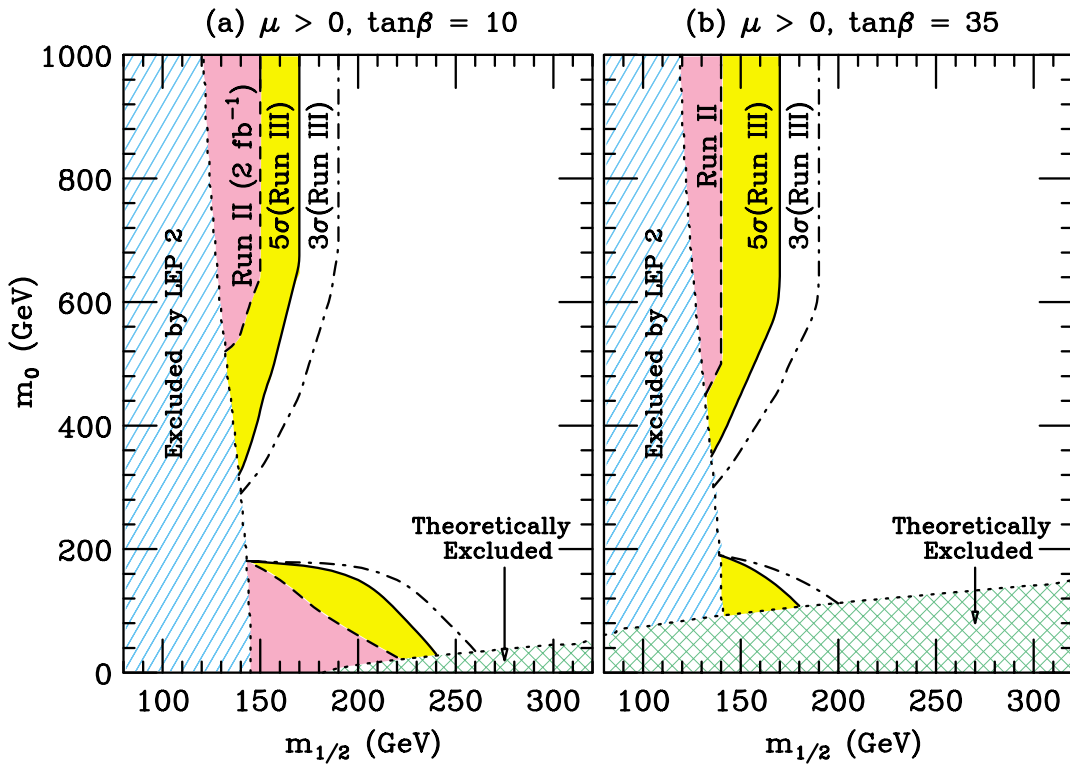 (a) μ > 0, tanβ = 10
(b) μ > 0, tanβ = 35
m₀ (GeV)
1000
800
600
400
200
0
Excluded by LEP 2
Run II (2 fb⁻¹)
5σ(Run III)
3σ(Run III)
Theoretically
Excluded
100
150
200
250
300
m₁/₂ (GeV)
Excluded by LEP 2
Run II
5σ(Run III)
3σ(Run III)
Theoretically
Excluded
100
150
200
250
300
m₁/₂ (GeV)